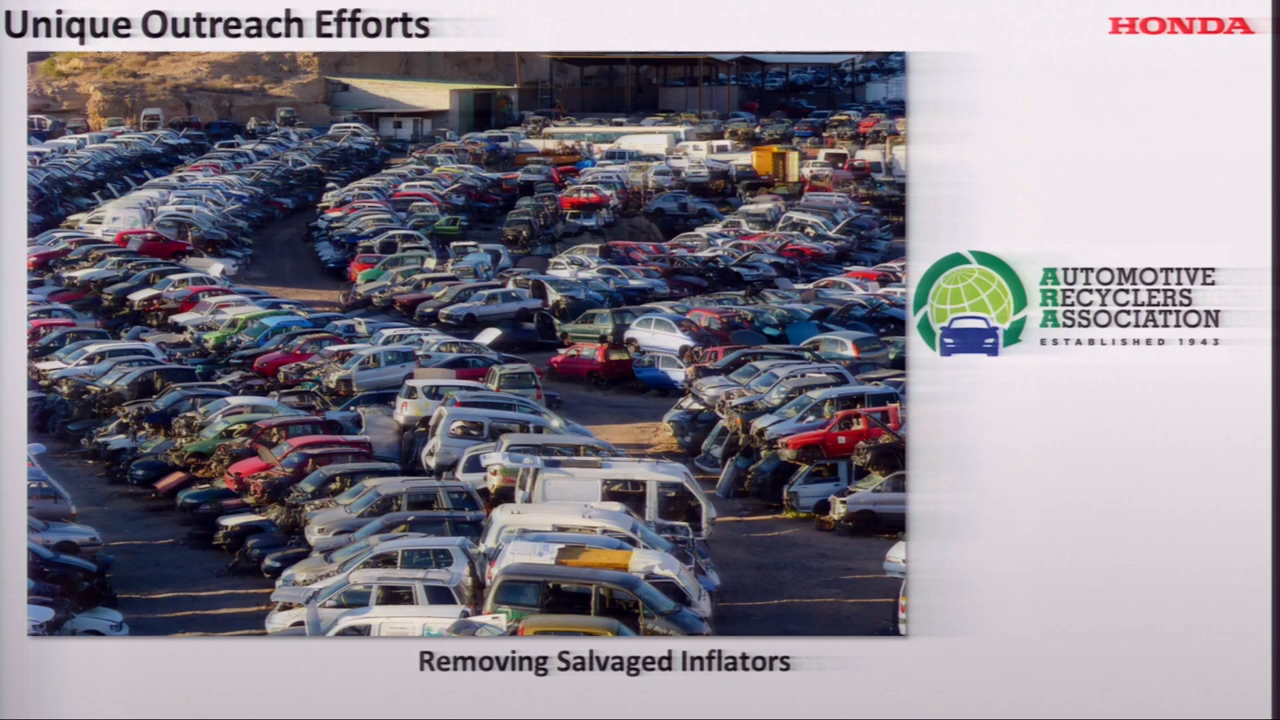 Unique Outreach Efforts
HONDA
AUTOMOTIVE
RECYCLERS
ASSOCIATION
ESTABLISHED 1943
Removing Salvaged Inflators